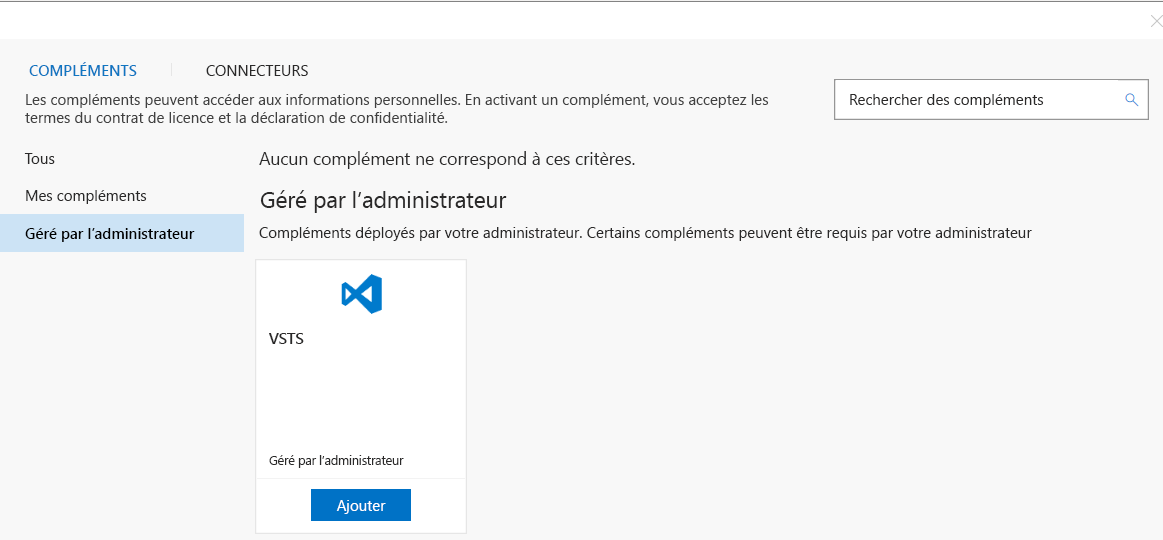 COMPLÉMENTS
CONNECTEURS
Les compléments peuvent accéder aux informations personnelles. En activant un complément, vous acceptez les
termes du contrat de licence et la déclaration de confidentialité.
Rechercher des compléments
Tous
Mes compléments
Géré par l’administrateur
Aucun complément ne correspond à ces critères.
Géré par l’administrateur
Compléments déployés par votre administrateur. Certains compléments peuvent être requis par votre administrateur
VSTS
Géré par l’administrateur
Ajouter